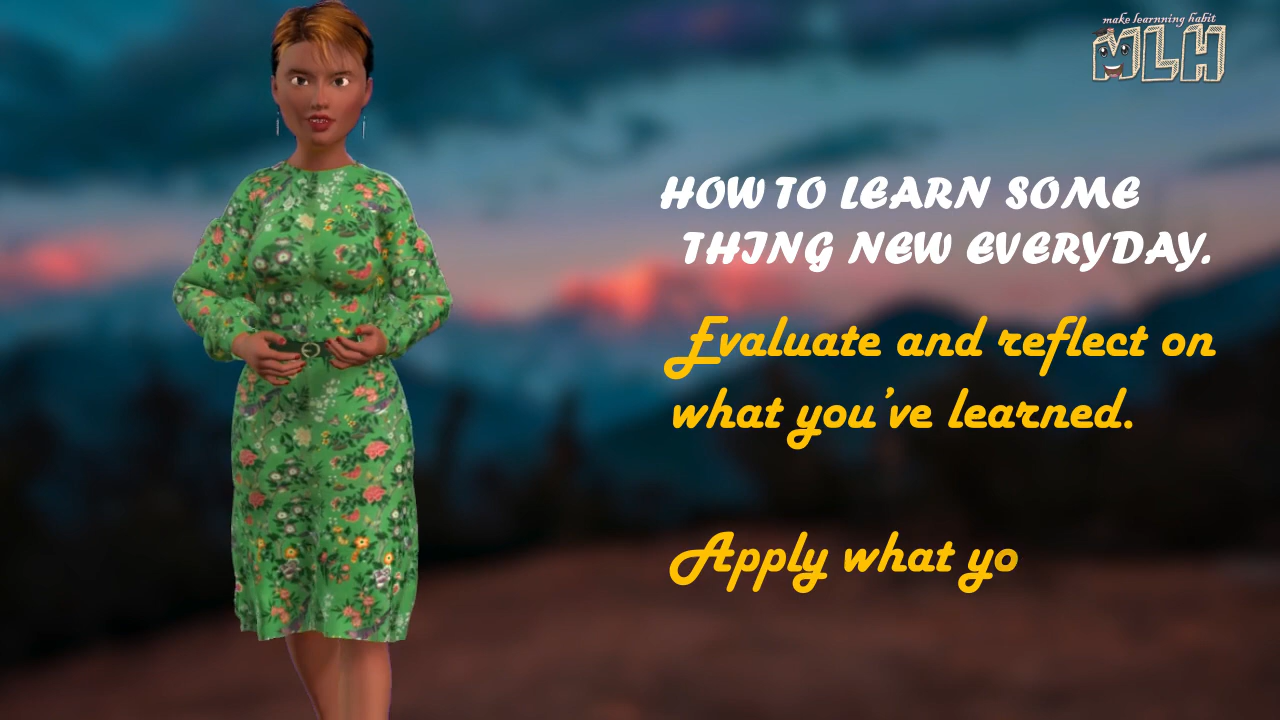 make learnning habit
MLH
HOW TO LEARN SOME
THING NEW EVERYDAY.
Evaluate and reflect on
what you've learned.
Apply what yo